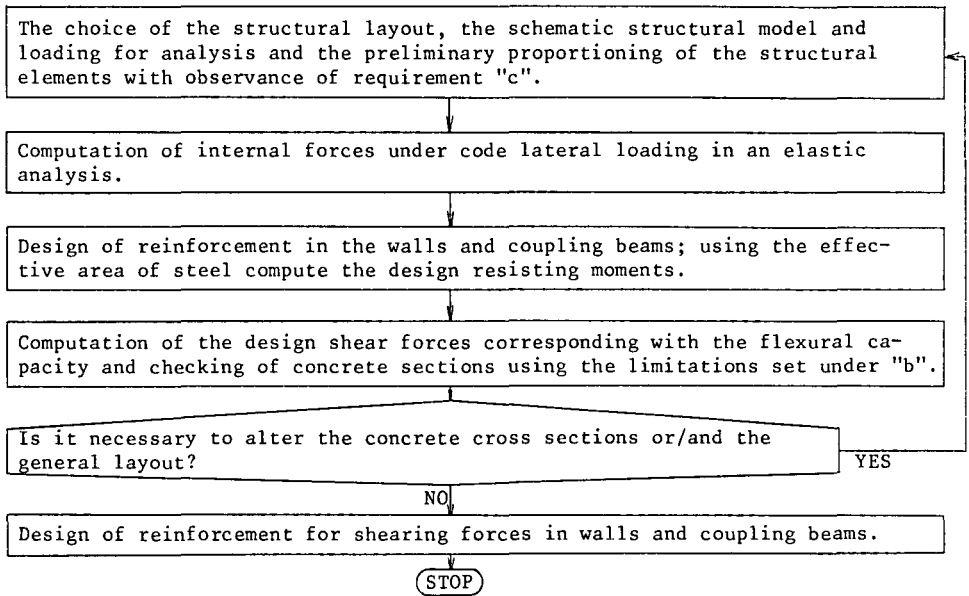 The choice of the structural layout, the schematic structural model and
loading for analysis and the preliminary proportioning of the structural
elements with observance of requirement "c".
Computation of internal forces under code lateral loading in an elastic
analysis.
Design of reinforcement in the walls and coupling beams; using the effec-
tive area of steel compute the design resisting moments.
Computation of the design shear forces corresponding with the flexural ca-
pacity and checking of concrete sections using the limitations set under "b".
Is it necessary to alter the concrete cross sections or/and the
general layout?
YES
NO
Design of reinforcement for shearing forces in walls and coupling beams.
STOP